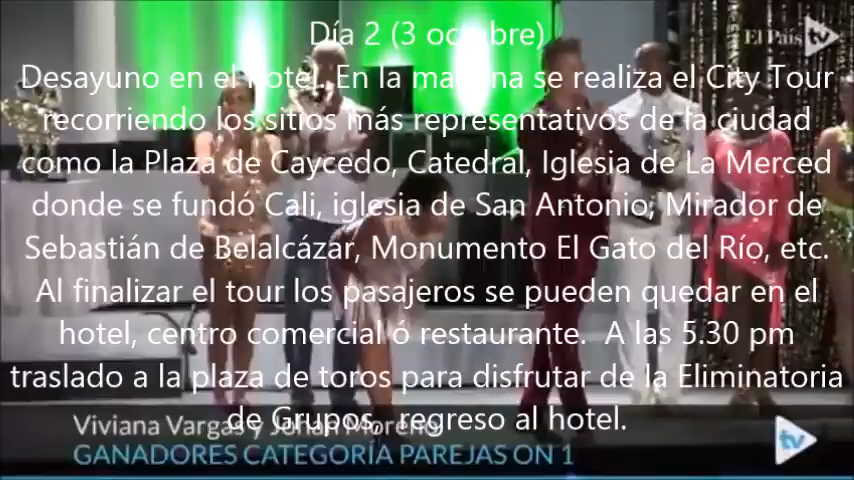 El País tv
Día 2 (3 octubre)
Desayuno en el hotel. En la mañana se realiza el City Tour
recorriendo los sitios más representativos de la ciudad
como la Plaza de Caycedo, Catedral, Iglesia de La Merced
donde se fundó Cali, iglesia de San Antonio, Mirador de
Sebastián de Belalcázar, Monumento El Gato del Río, etc.
Al finalizar el tour los pasajeros se pueden quedar en el
hotel, centro comercial ó restaurante. A las 5.30 pm
traslado a la plaza de toros para disfrutar de la Eliminatoria
de Grupos, regreso al hotel.
Viviana Vargas y Johan Moreno
GANADORES CATEGORÍA PAREJAS ON 1
tv